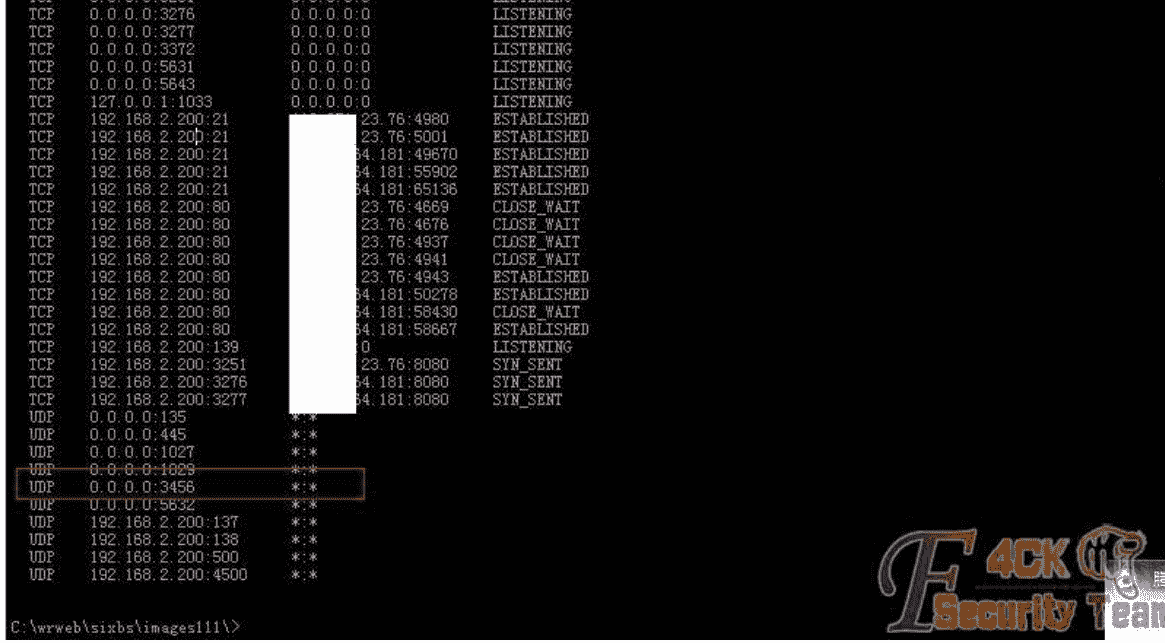 TCP 0.0.0.0:3276 0.0.0.0:0 LISTENING
TCP 0.0.0.0:3277 0.0.0.0:0 LISTENING
TCP 0.0.0.0:3372 0.0.0.0:0 LISTENING
TCP 0.0.0.0:5631 0.0.0.0:0 LISTENING
TCP 0.0.0.0:5643 0.0.0.0:0 LISTENING
TCP 127.0.0.1:1033 0.0.0.0:0 LISTENING
TCP 192.168.2.200:21 23.76:4980 ESTABLISHED
TCP 192.168.2.200:21 23.76:5001 ESTABLISHED
TCP 192.168.2.200:21 64.181:49670 ESTABLISHED
TCP 192.168.2.200:21 64.181:55902 ESTABLISHED
TCP 192.168.2.200:21 64.181:65136 ESTABLISHED
TCP 192.168.2.200:80 23.76:4669 CLOSE_WAIT
TCP 192.168.2.200:80 23.76:4676 CLOSE_WAIT
TCP 192.168.2.200:80 23.76:4937 CLOSE_WAIT
TCP 192.168.2.200:80 23.76:4941 CLOSE_WAIT
TCP 192.168.2.200:80 23.76:4943 ESTABLISHED
TCP 192.168.2.200:80 64.181:50278 ESTABLISHED
TCP 192.168.2.200:80 64.181:58430 CLOSE_WAIT
TCP 192.168.2.200:80 64.181:58667 ESTABLISHED
TCP 192.168.2.200:139 :0 LISTENING
TCP 192.168.2.200:3251 23.76:8080 SYN_SENT
TCP 192.168.2.200:3276 64.181:8080 SYN_SENT
TCP 192.168.2.200:3277 64.181:8080 SYN_SENT
UDP 0.0.0.0:135 *:*
UDP 0.0.0.0:445 *:*
UDP 0.0.0.0:1027 *:*
UDP 0.0.0.0:1029 *:*
UDP 0.0.0.0:3456 *:*
UDP 0.0.0.0:5632 *:*
UDP 192.168.2.200:137 *:*
UDP 192.168.2.200:138 *:*
UDP 192.168.2.200:500 *:*
UDP 192.168.2.200:4500 *:*
C:\wrweb\sixbs\images111\>
F4CK
Security Team